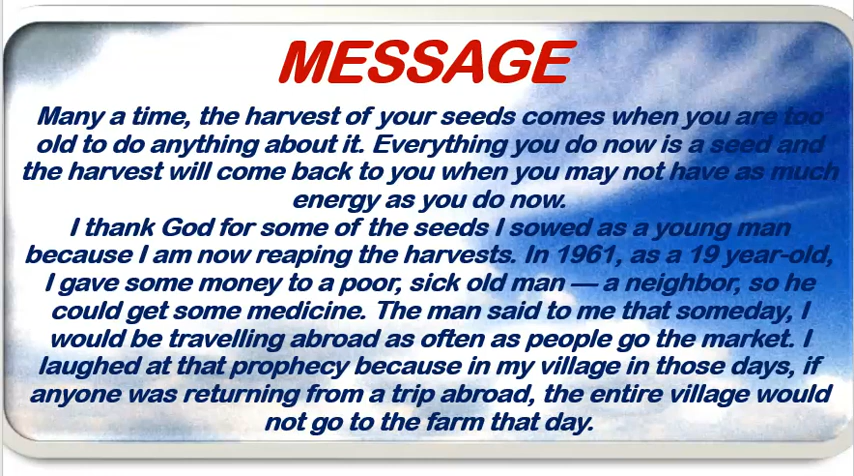 MESSAGE
Many a time, the harvest of your seeds comes when you are too
old to do anything about it. Everything you do now is a seed and
the harvest will come back to you when you may not have as much
energy as you do now.
I thank God for some of the seeds I sowed as a young man
because I am now reaping the harvests. In 1961, as a 19 year-old,
I gave some money to a poor, sick old man — a neighbor, so he
could get some medicine. The man said to me that someday, I
would be travelling abroad as often as people go the market. I
laughed at that prophecy because in my village in those days, if
anyone was returning from a trip abroad, the entire village would
not go to the farm that day.